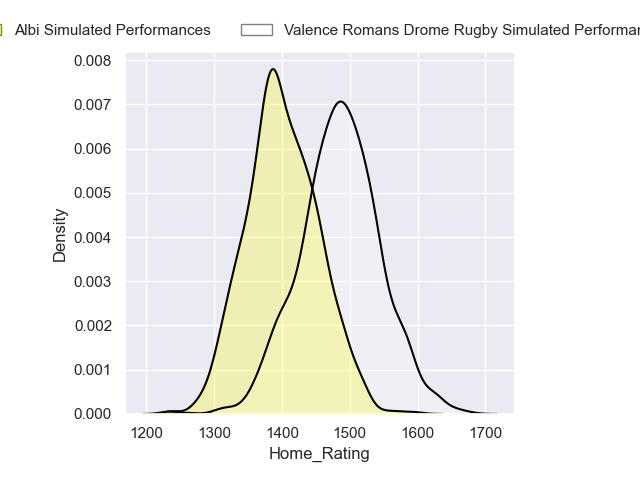 Albi Simulated Performances
Valence Romans Drome Rugby Simulated
0.008
0.007
0.006
0.005
0.004
0.003
0.002
0.001
0.000
Density
1200 1300 1400 1500 1600 1700
Home_Rating